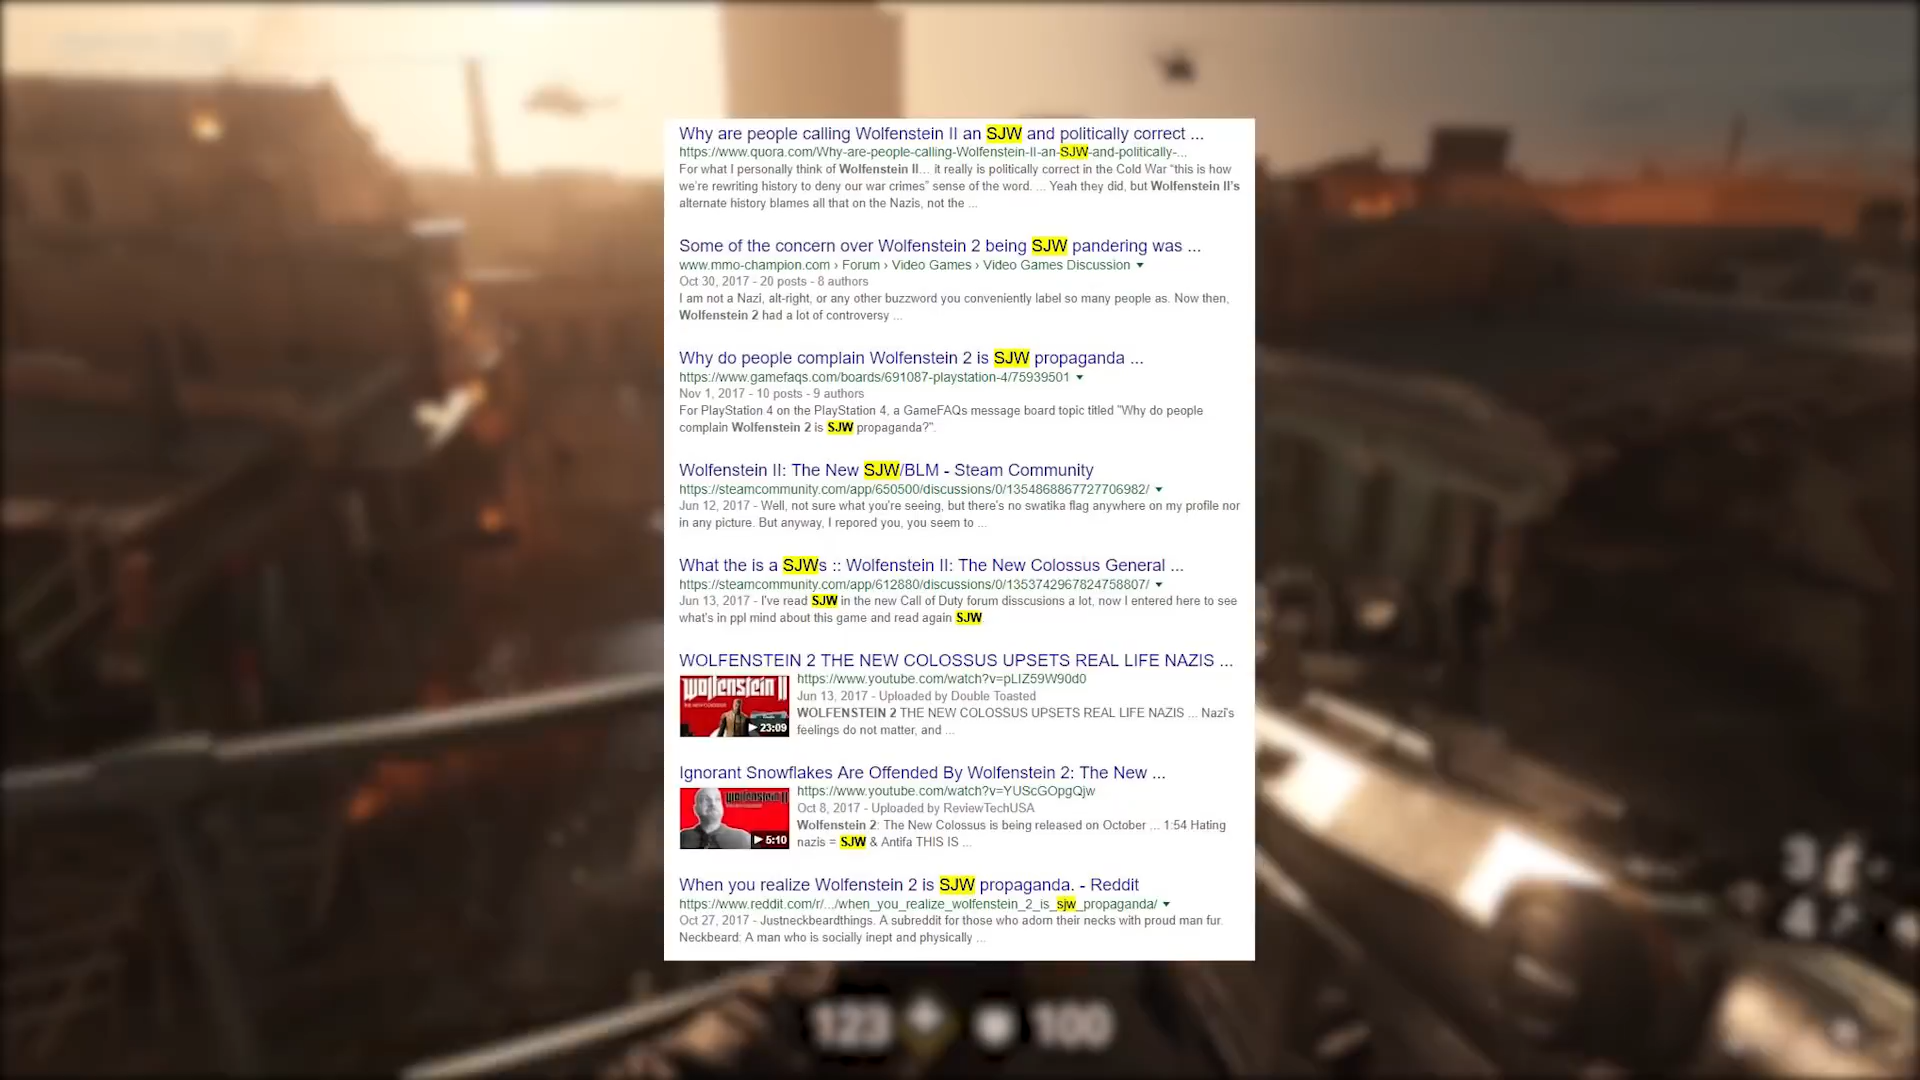 Why are people calling Wolfenstein II an SJW and politically correct ...
https://www.quora.com/Why-are-people-calling-Wolfenstein-II-an-SJW-and-politically-...
For what I personally think of Wolfenstein II... it really is politically correct in the Cold War “this is how
we’re rewriting history to deny our war crimes” sense of the word. ... Yeah they did, but Wolfenstein II's
alternate history blames all that on the Nazis, not the ...
Some of the concern over Wolfenstein 2 being SJW pandering was ...
www.mmo-champion.com › Forum › Video Games › Video Games Discussion
Oct 30, 2017 - 20 posts - 8 authors
I am not a Nazi, alt-right, or any other buzzword you conveniently label so many people as. Now then,
Wolfenstein 2 had a lot of controversy ...
Why do people complain Wolfenstein 2 is SJW propaganda ...
https://www.gamefaqs.com/boards/691087-playstation-4/75939501
Nov 1, 2017 - 10 posts - 9 authors
For PlayStation 4 on the PlayStation 4, a GameFAQs message board topic titled "Why do people
complain Wolfenstein 2 is SJW propaganda?".
Wolfenstein II: The New SJW/BLM - Steam Community
https://steamcommunity.com/app/650500/discussions/0/1354868867727706982/
Jun 12, 2017 - Well, not sure what you're seeing, but there's no swatika flag anywhere on my profile nor
in any picture. But anyway, I repored you, you seem to ...
What the is a SJWs :: Wolfenstein II: The New Colossus General ...
https://steamcommunity.com/app/612880/discussions/0/1353742967824758807/
Jun 13, 2017 - I've read SJW in the new Call of Duty forum disscusions a lot, now I entered here to see
what's in ppl mind about this game and read again SJW
WOLFENSTEIN 2 THE NEW COLOSSUS UPSETS REAL LIFE NAZIS ...
https://www.youtube.com/watch?v=pLIZ59W90d0
Jun 13, 2017 - Uploaded by Double Toasted
WOLFENSTEIN 2 THE NEW COLOSSUS UPSETS REAL LIFE NAZIS ... Nazi's
feelings do not matter, and ...
Wolfenstein II
23:09
Ignorant Snowflakes Are Offended By Wolfenstein 2: The New ...
https://www.youtube.com/watch?v=YUScGOpgQjw
Oct 8, 2017 - Uploaded by ReviewTechUSA
Wolfenstein 2: The New Colossus is being released on October ... 1:54 Hating
nazis = SJW & Antifa THIS IS ...
Wolfenstein II
5:10
When you realize Wolfenstein 2 is SJW propaganda. - Reddit
https://www.reddit.com/r/.../when_you_realize_wolfenstein_2_is_sjw_propaganda/
Oct 27, 2017 - Justneckbeardthings. A subreddit for those who adorn their necks with proud man fur.
Neckbeard: A man who is socially inept and physically ...
123 100